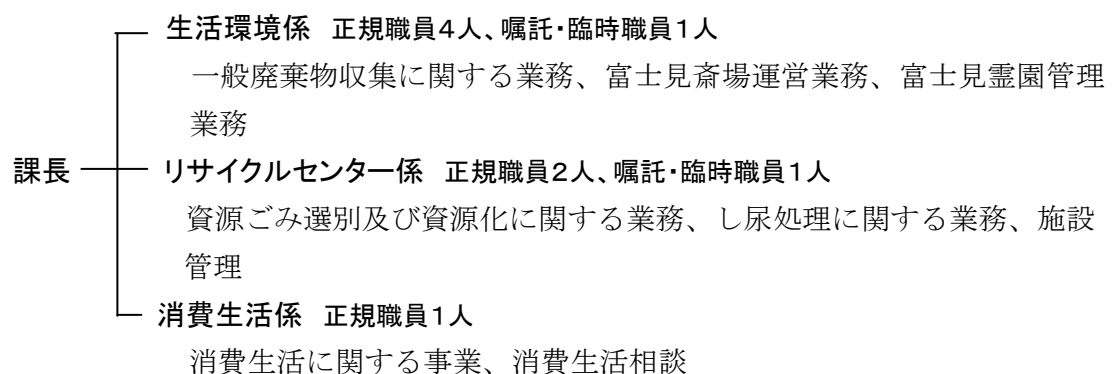 生活環境係 正規職員4人、嘱託・臨時職員1人
一般廃棄物収集に関する業務、富士見斎場運営業務、富士見霊園管理
業務
課長
リサイクルセンター係 正規職員2人、嘱託・臨時職員1人
資源ごみ選別及び資源化に関する業務、し尿処理に関する業務、施設
管理
消費生活係 正規職員1人
消費生活に関する事業、消費生活相談